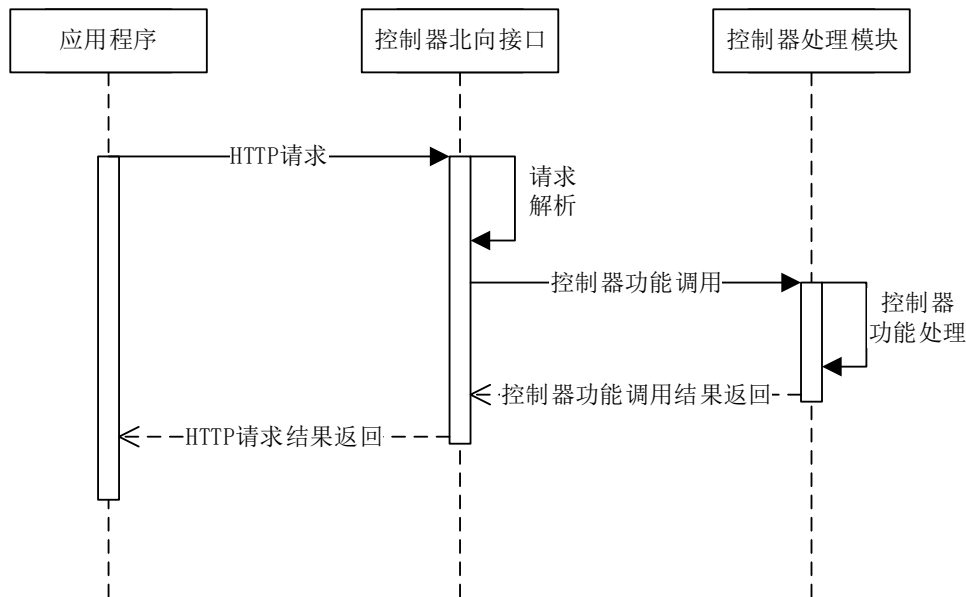 应用程序
控制器北向接口
控制器处理模块
HTTP请求
请求
解析
控制器功能调用
控制器
功能处理
控制器功能调用结果返回
HTTP请求结果返回